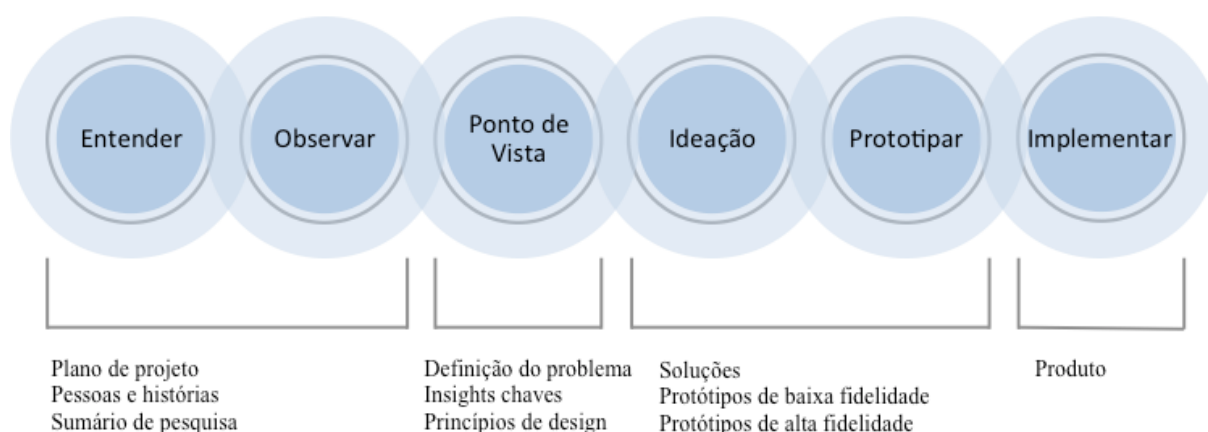 Entender
Observar
Ponto de
Vista
Ideação
Prototipar
Implementar
Plano de projeto
Pessoas e histórias
Sumário de pesquisa
Definição do problema
Insights chaves
Princípios de design
Soluções
Protótipos de baixa fidelidade
Protótipos de alta fidelidade
Produto